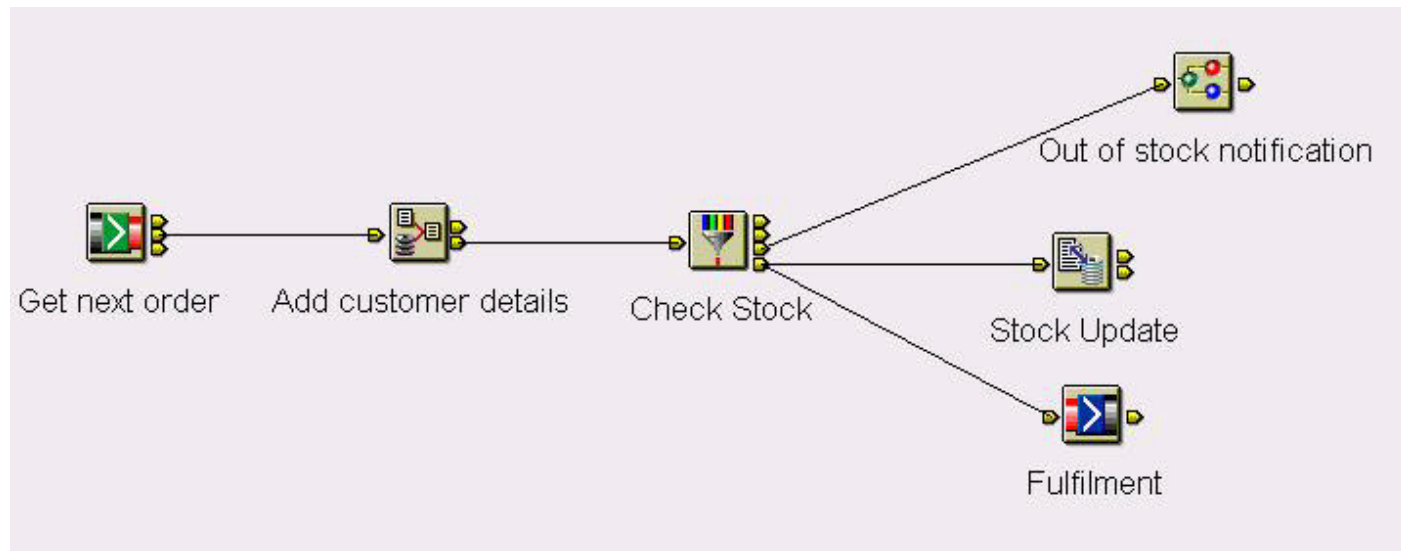 Out of stock notification
Get next order
Add customer details
Check Stock
Stock Update
Fulfilment